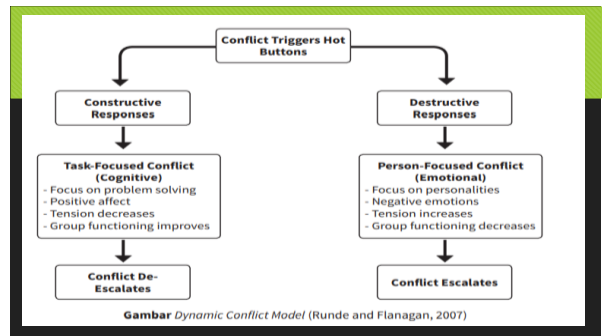 Conflict Triggers Hot
Buttons
Constructive
Responses
Destructive
Responses
Task-Focused Conflict
(Cognitive)
- Focus on problem solving
- Positive affect
- Tension decreases
- Group functioning improves
Person-Focused Conflict
(Emotional)
- Focus on personalities
- Negative emotions
- Tension increases
- Group functioning decreases
Conflict De-
Escalates
Conflict Escalates
Gambar Dynamic Conflict Model (Runde and Flanagan, 2007)